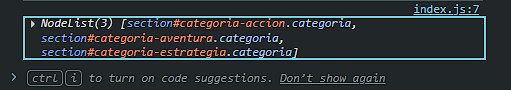 index.js:7
NodeList(3) [section#categoria-accion.categoria,
section#categoria-aventura.categoria,
section#categoria-estrategia.categoria]
ctrl i to turn on code suggestions. Don't show again